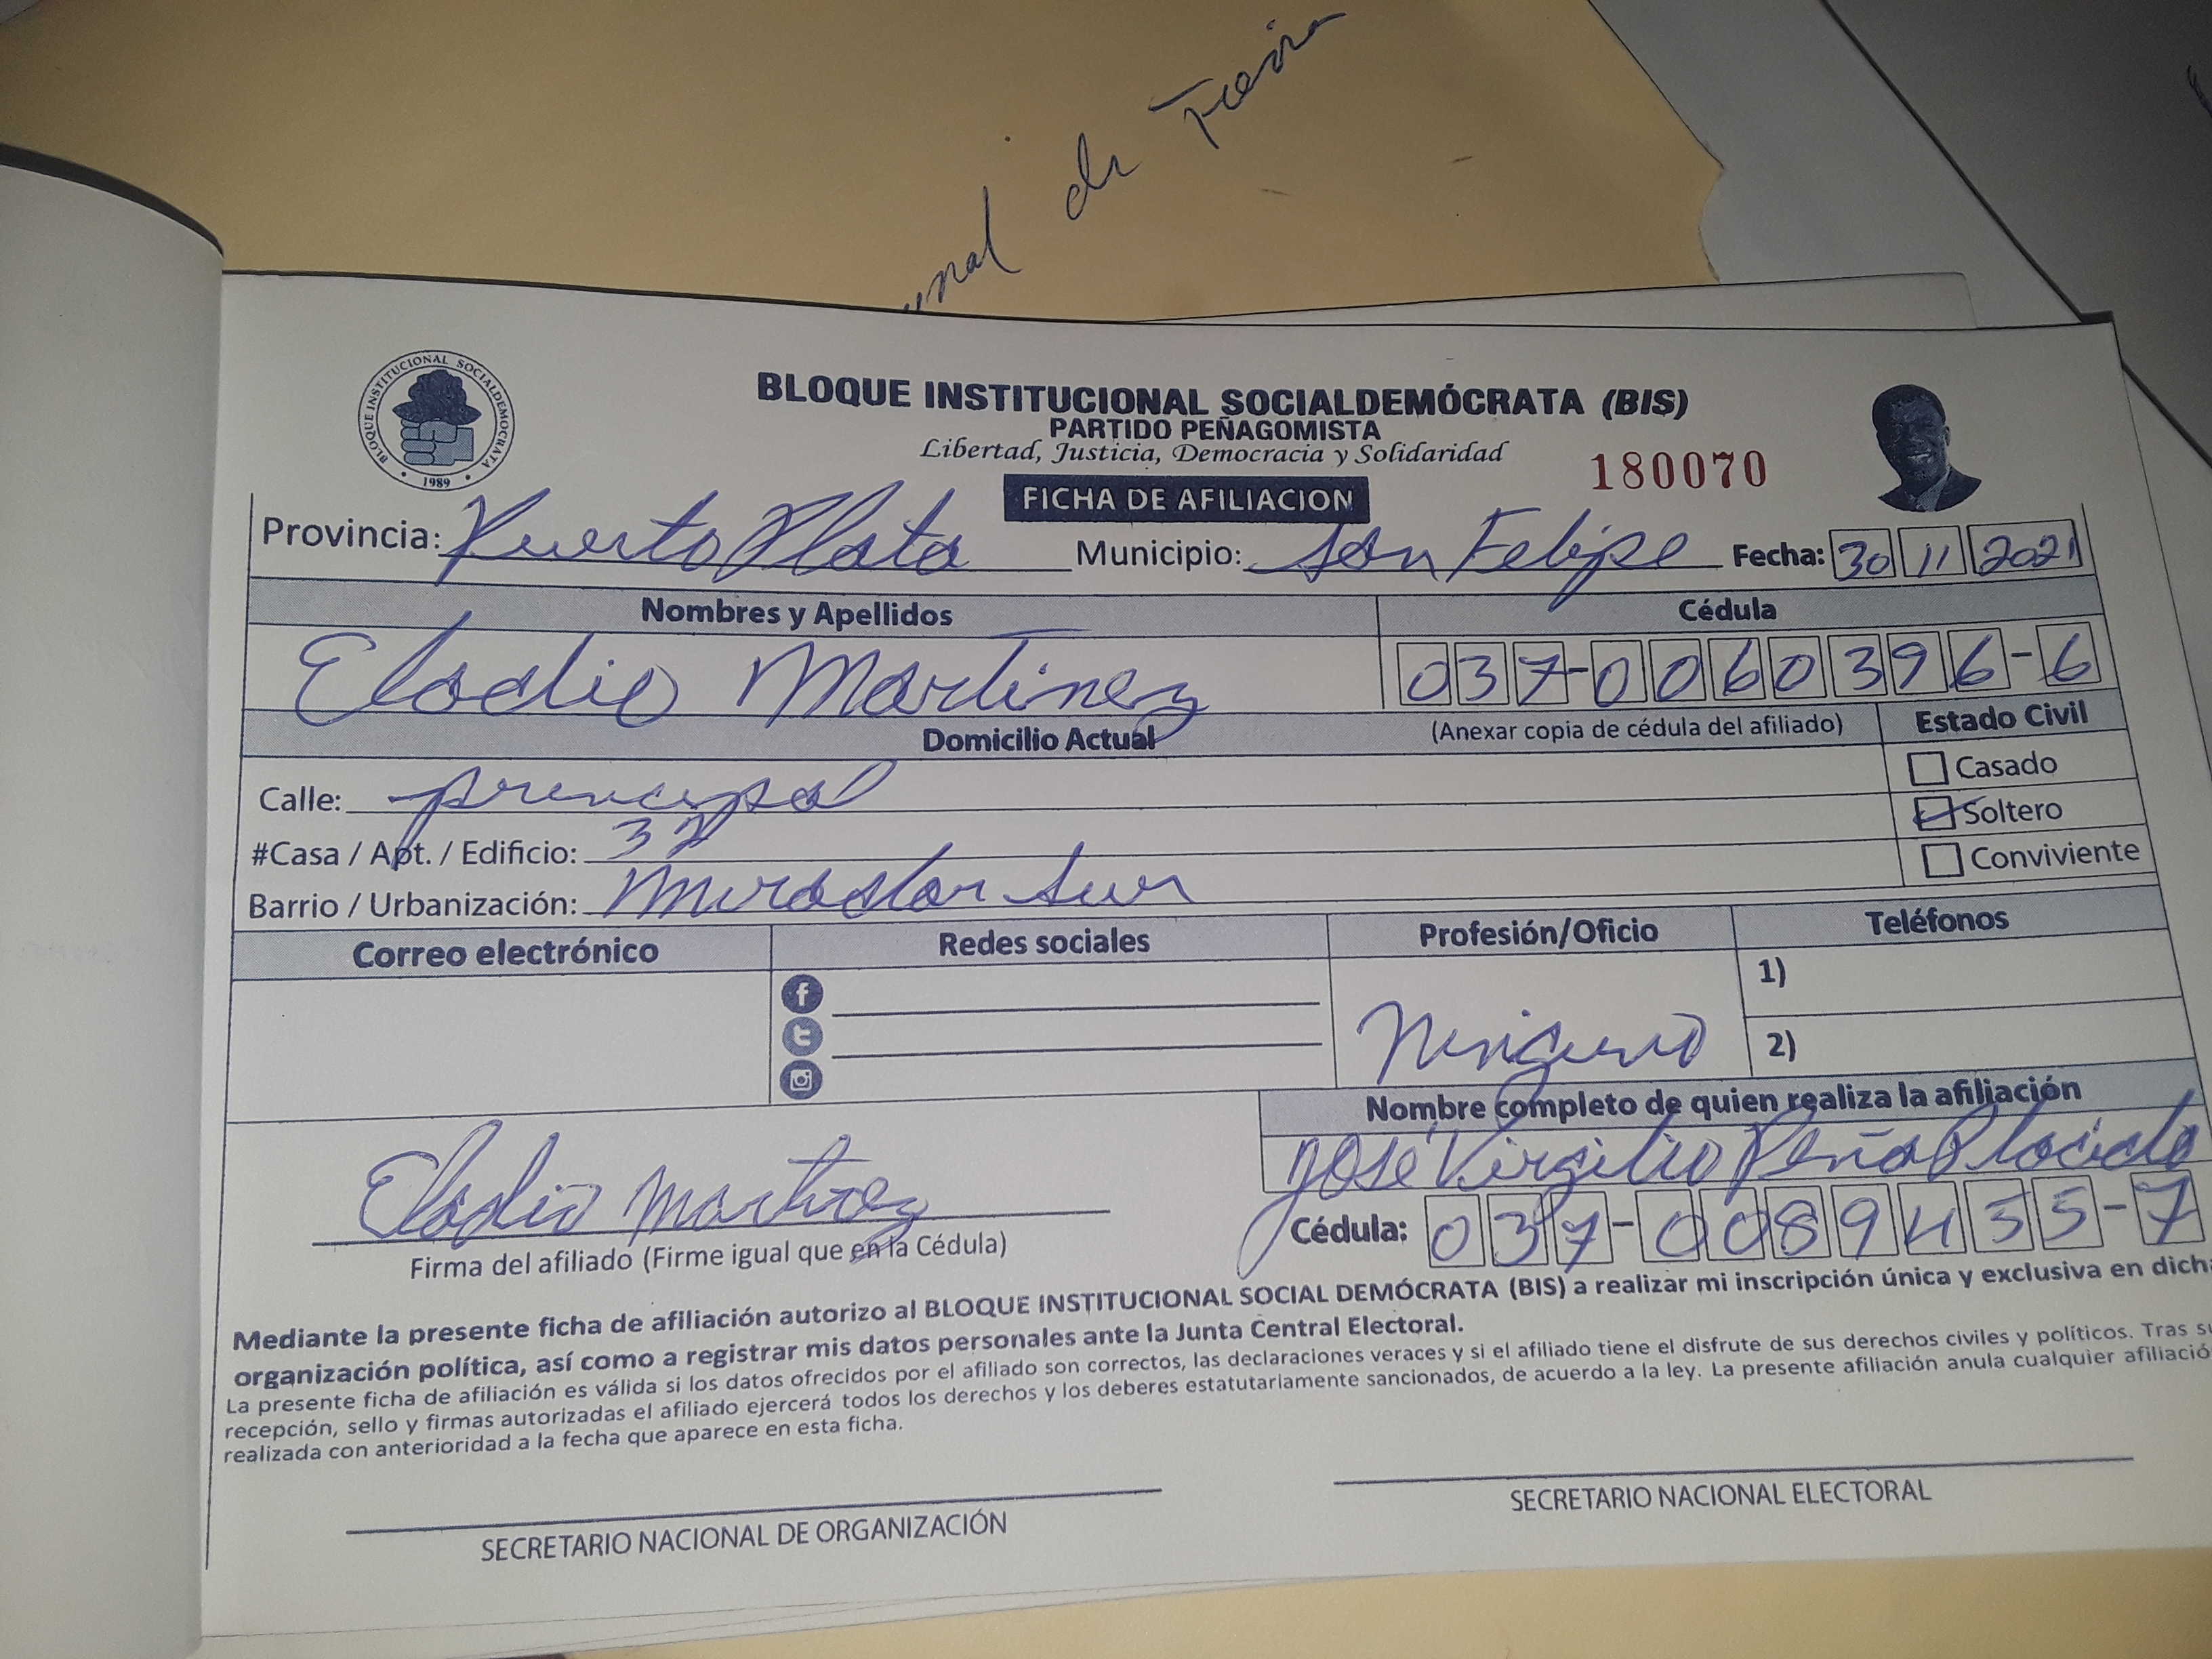 unal de Feria
BLOQUE INSTITUCIONAL SOCIALDEMOCRATA
1989
BLOQUE INSTITUCIONAL SOCIALDEMÓCRATA (BIS)
PARTIDO PEÑAGOMISTA
Libertad, Justicia, Democracia y Solidaridad
180070
FICHA DE AFILIACION
Provincia: Puerto Plata Municipio: San Felipe Fecha: 30 11 2021
Nombres y Apellidos Cédula
Elodio Martinez 037-0060396-6
Domicilio Actual (Anexar copia de cédula del afiliado) Estado Civil
Calle: principal Casado
#Casa / Apt. / Edificio: 32 Soltero
Barrio / Urbanización: Mirador Sur Conviviente
Correo electrónico Redes sociales Profesión/Oficio Teléfonos
1)
Ninguno
2)
Nombre completo de quien realiza la afiliación
José Virgilio Peña Placido
Elodio Martinez
Cédula: 037-0089455-7
Firma del afiliado (Firme igual que en la Cédula)
Mediante la presente ficha de afiliación autorizo al BLOQUE INSTITUCIONAL SOCIAL DEMÓCRATA (BIS) a realizar mi inscripción única y exclusiva en dicha
organización política, así como a registrar mis datos personales ante la Junta Central Electoral.
La presente ficha de afiliación es válida si los datos ofrecidos por el afiliado son correctos, las declaraciones veraces y si el afiliado tiene el disfrute de sus derechos civiles y políticos. Tras su
recepción, sello y firmas autorizadas el afiliado ejercerá todos los derechos y los deberes estatutariamente sancionados, de acuerdo a la ley. La presente afiliación anula cualquier afiliació
realizada con anterioridad a la fecha que aparece en esta ficha.
SECRETARIO NACIONAL DE ORGANIZACIÓN
SECRETARIO NACIONAL ELECTORAL